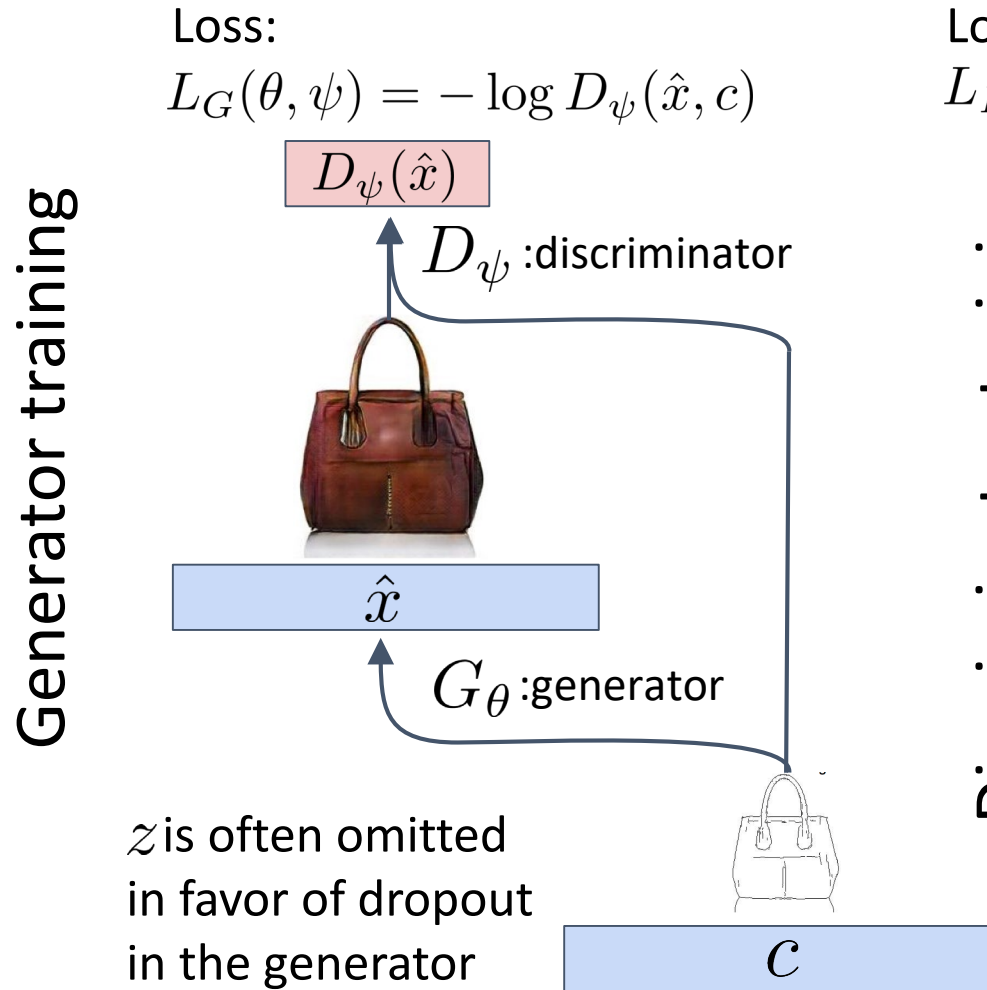 Loss:
L_G(θ, ψ) = − log D_ψ(x̂, c)
D_ψ(x̂)
D_ψ :discriminator
Generator training
x̂
G_θ :generator
z is often omitted
in favor of dropout
in the generator
c